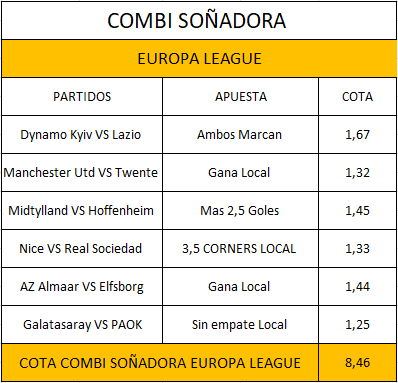 COMBI SOÑADORA
EUROPA LEAGUE
PARTIDOS APUESTA COTA
Dynamo Kyiv VS Lazio Ambos Marcan 1,67
Manchester Utd VS Twente Gana Local 1,32
Midtylland VS Hoffenheim Mas 2,5 Goles 1,45
Nice VS Real Sociedad 3,5 CORNERS LOCAL 1,33
AZ Almaar VS Elfsborg Gana Local 1,44
Galatasaray VS PAOK Sin empate Local 1,25
COTA COMBI SOÑADORA EUROPA LEAGUE 8,46